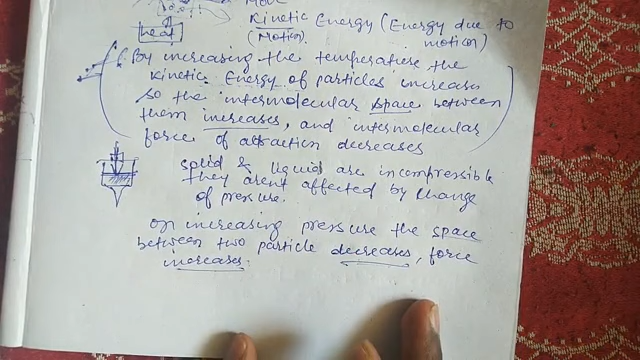 Move
Kinetic Energy (Energy due to
heat (Motion). motion)
By increasing the temperature the
kinetic Energy of particles increases
so the intermolecular space between
them increases, and intermolecular
force of attraction decreases
solid & liquid are incompressible
they arent affected by change
of pressure.
on increasing pressure the space
between two particle decreases, force
increases.